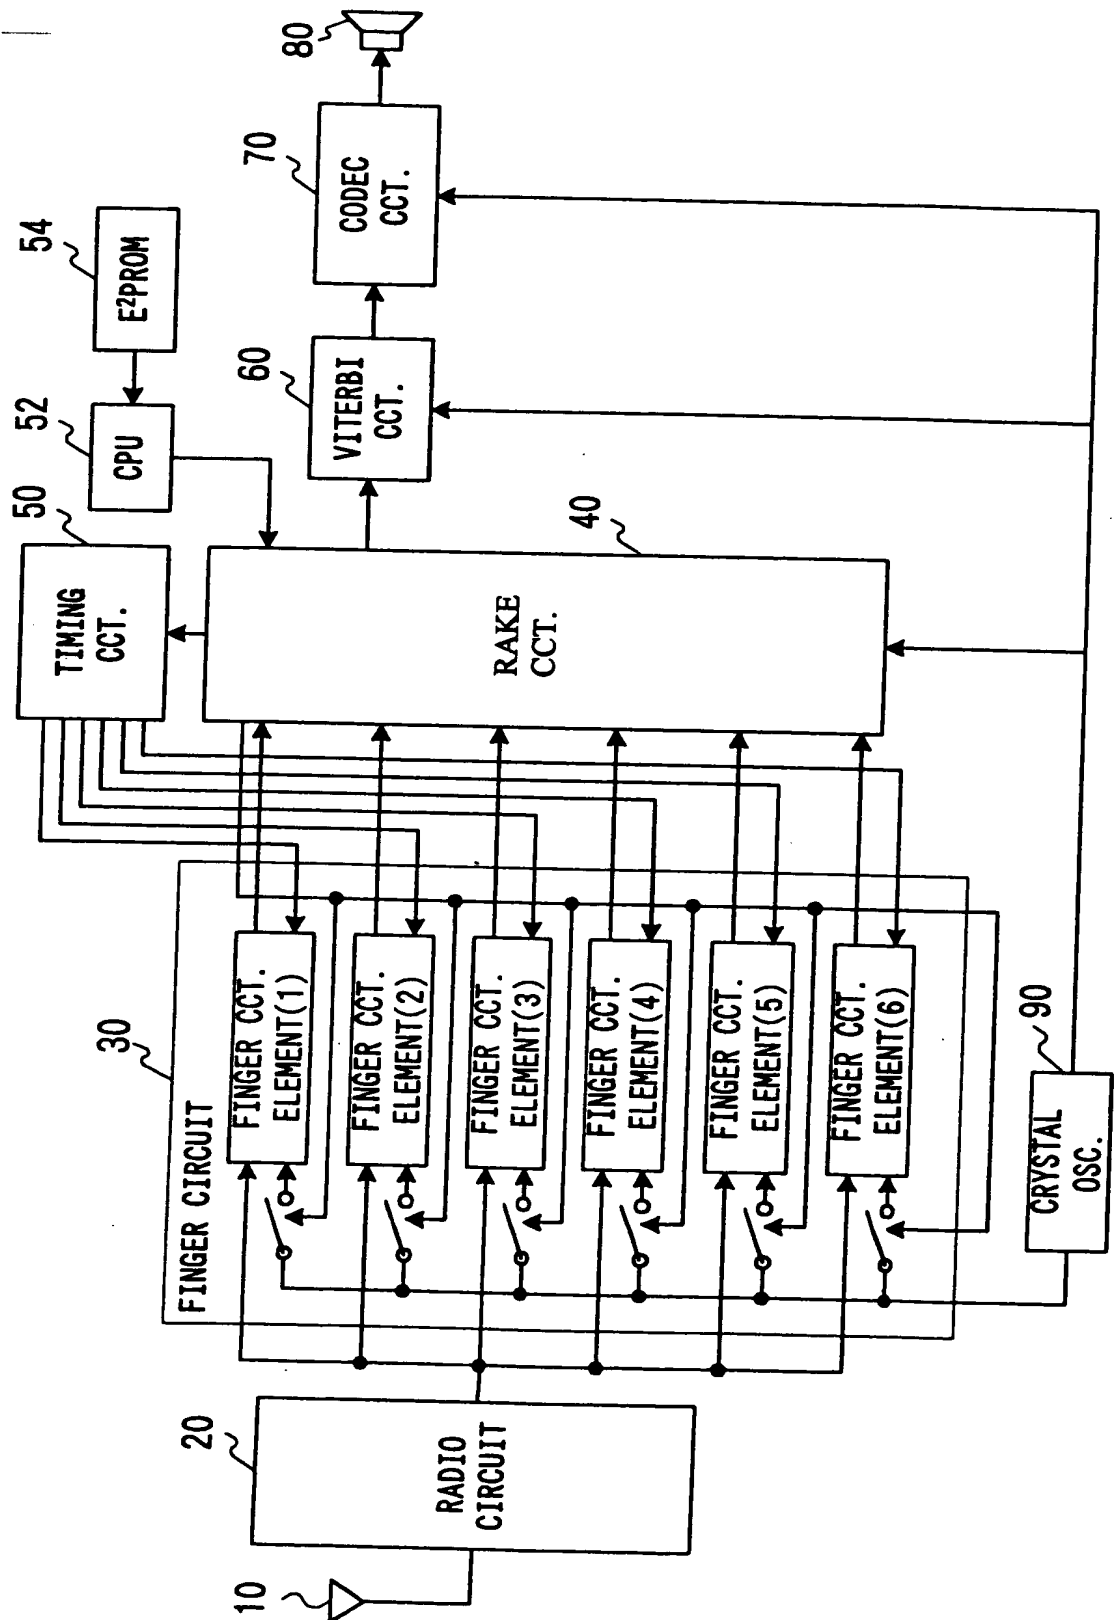 10
20
RADIO
CIRCUIT
30
FINGER CIRCUIT
FINGER CCT.
ELEMENT(1)
FINGER CCT.
ELEMENT(2)
FINGER CCT.
ELEMENT(3)
FINGER CCT.
ELEMENT(4)
FINGER CCT.
ELEMENT(5)
FINGER CCT.
ELEMENT(6)
90
CRYSTAL
OSC.
50
TIMING
CCT.
40
RAKE
CCT.
52
CPU
54
E²PROM
60
VITERBI
CCT.
70
CODEC
CCT.
80